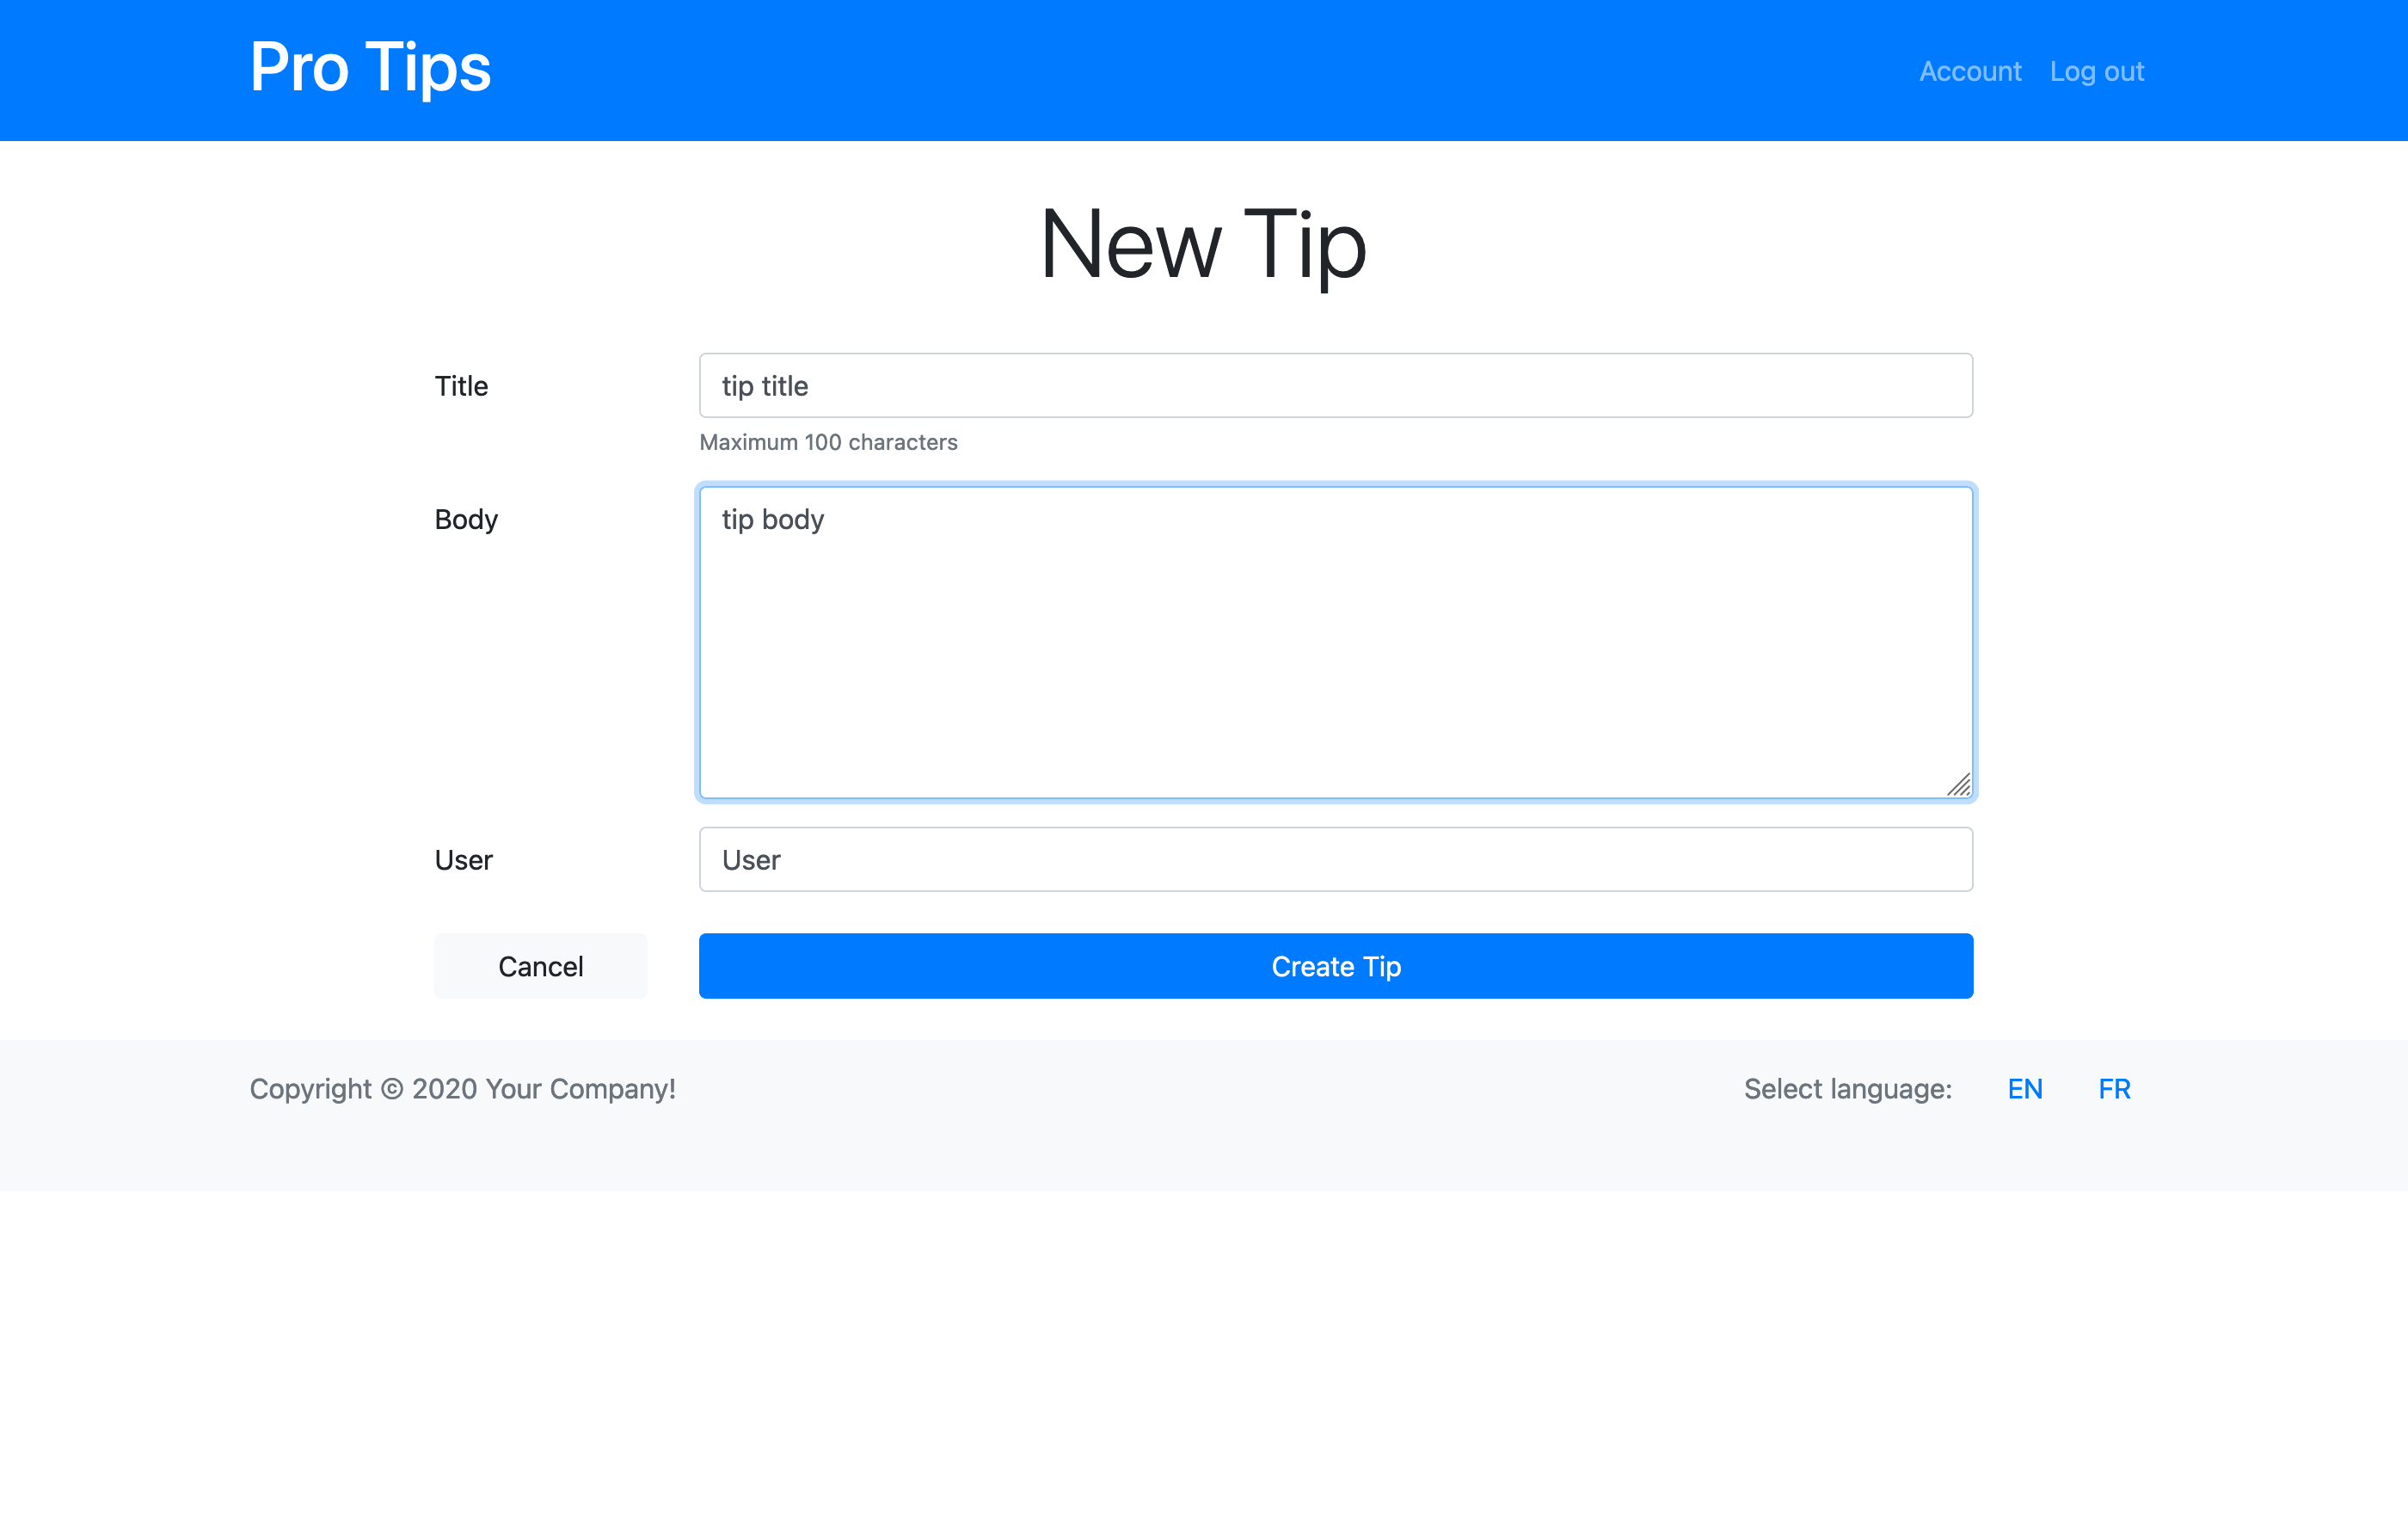 Pro Tips
Account Log out
New Tip
Title
tip title
Maximum 100 characters
Body
tip body
User
User
Cancel
Create Tip
Copyright © 2020 Your Company!
Select language: EN FR